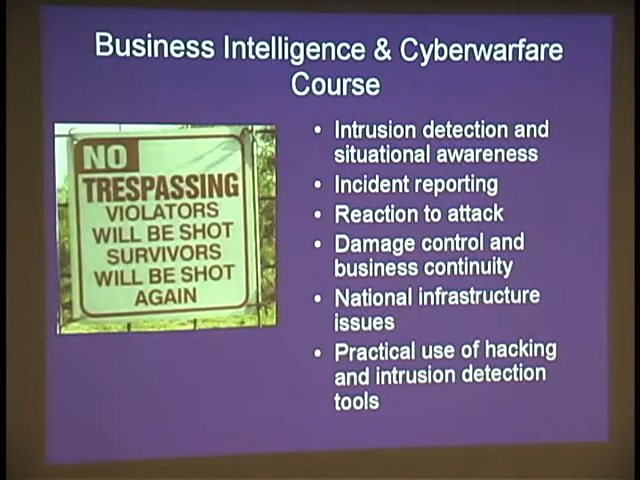 Business Intelligence & Cyberwarfare
Course
NO
TRESPASSING
VIOLATORS
WILL BE SHOT
SURVIVORS
WILL BE SHOT
AGAIN
• Intrusion detection and
situational awareness
• Incident reporting
• Reaction to attack
• Damage control and
business continuity
• National infrastructure
issues
• Practical use of hacking
and intrusion detection
tools